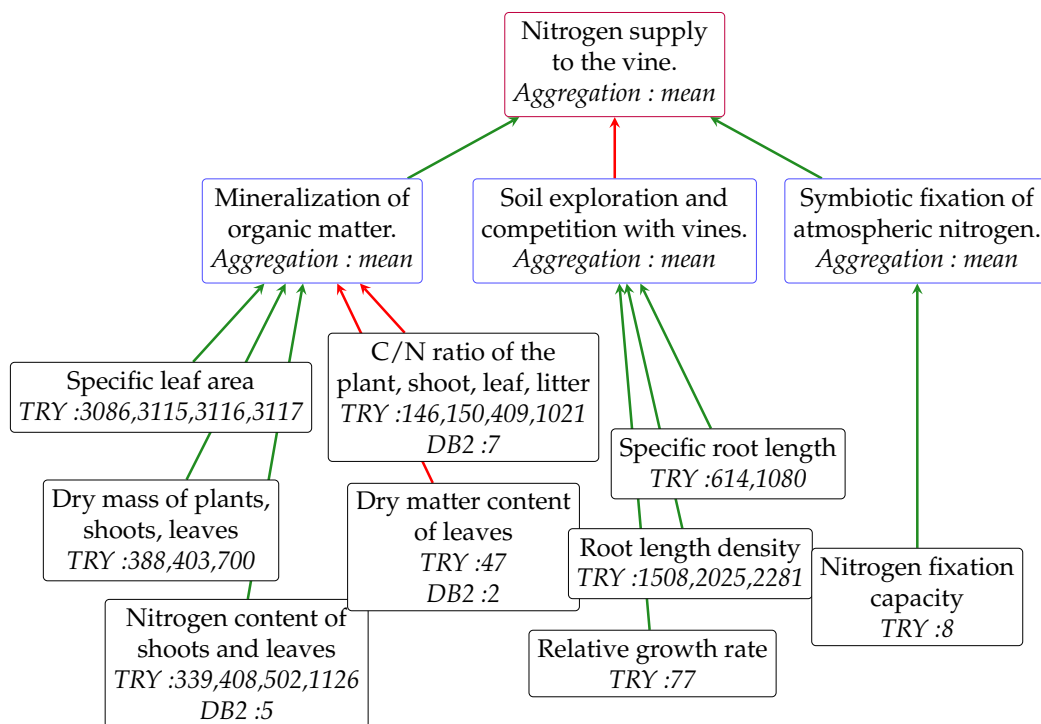 Nitrogen supply
to the vine.
Aggregation : mean
Mineralization of
organic matter.
Aggregation : mean
Soil exploration and
competition with vines.
Aggregation : mean
Symbiotic fixation of
atmospheric nitrogen.
Aggregation : mean
Specific leaf area
TRY :3086,3115,3116,3117
C/N ratio of the
plant, shoot, leaf, litter
TRY :146,150,409,1021
DB2 :7
Specific root length
TRY :614,1080
Dry mass of plants,
shoots, leaves
TRY :388,403,700
Dry matter content
of leaves
TRY :47
DB2 :2
Root length density
TRY :1508,2025,2281
Nitrogen fixation
capacity
TRY :8
Nitrogen content of
shoots and leaves
TRY :339,408,502,1126
DB2 :5
Relative growth rate
TRY :77